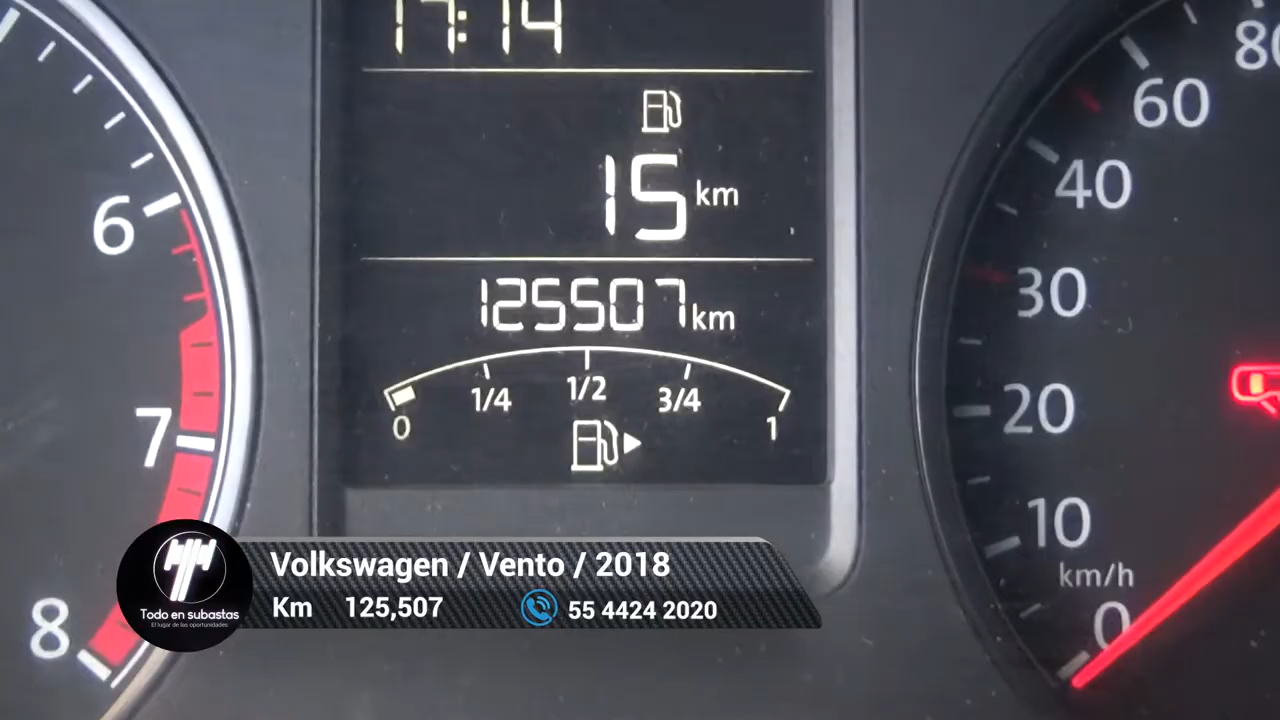 17:14
15 km
125507 km
0 1/4 1/2 3/4 1
6
7
8
80
60
40
30
20
10
km/h
0
Volkswagen / Vento / 2018
Km 125,507 55 4424 2020
Todo en subastas
El lugar de las oportunidades